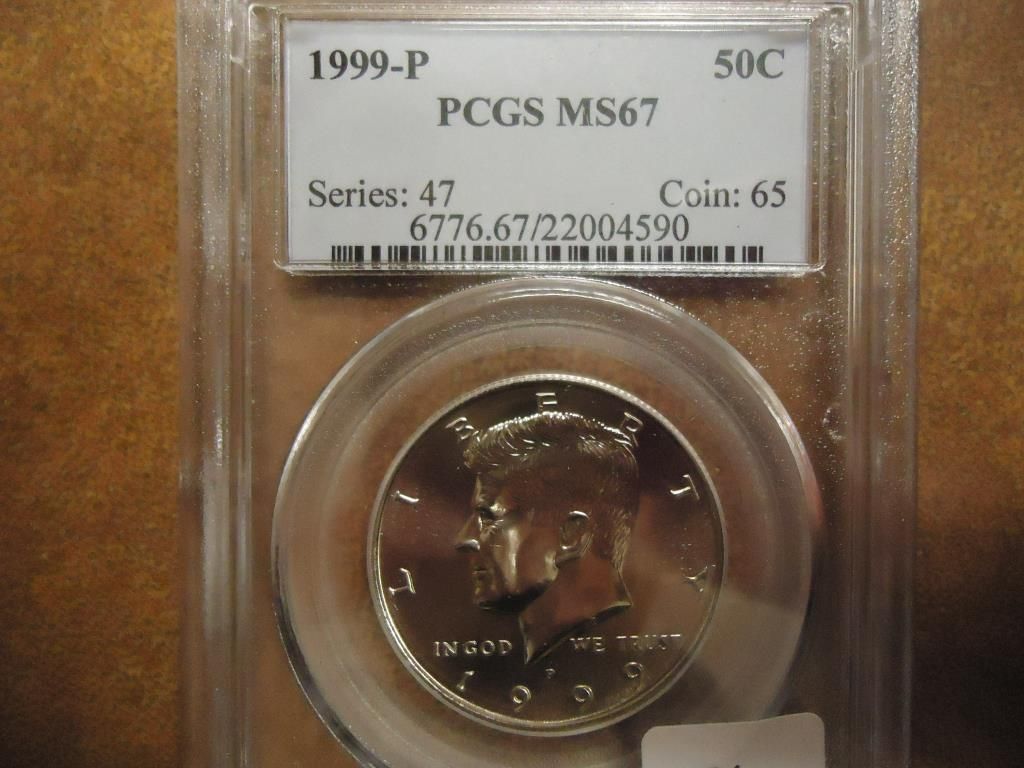 1999-P 50C
PCGS MS67
Series: 47 Coin: 65
6776.67/22004590
LIBERTY
IN GOD WE TRUST
P
1999